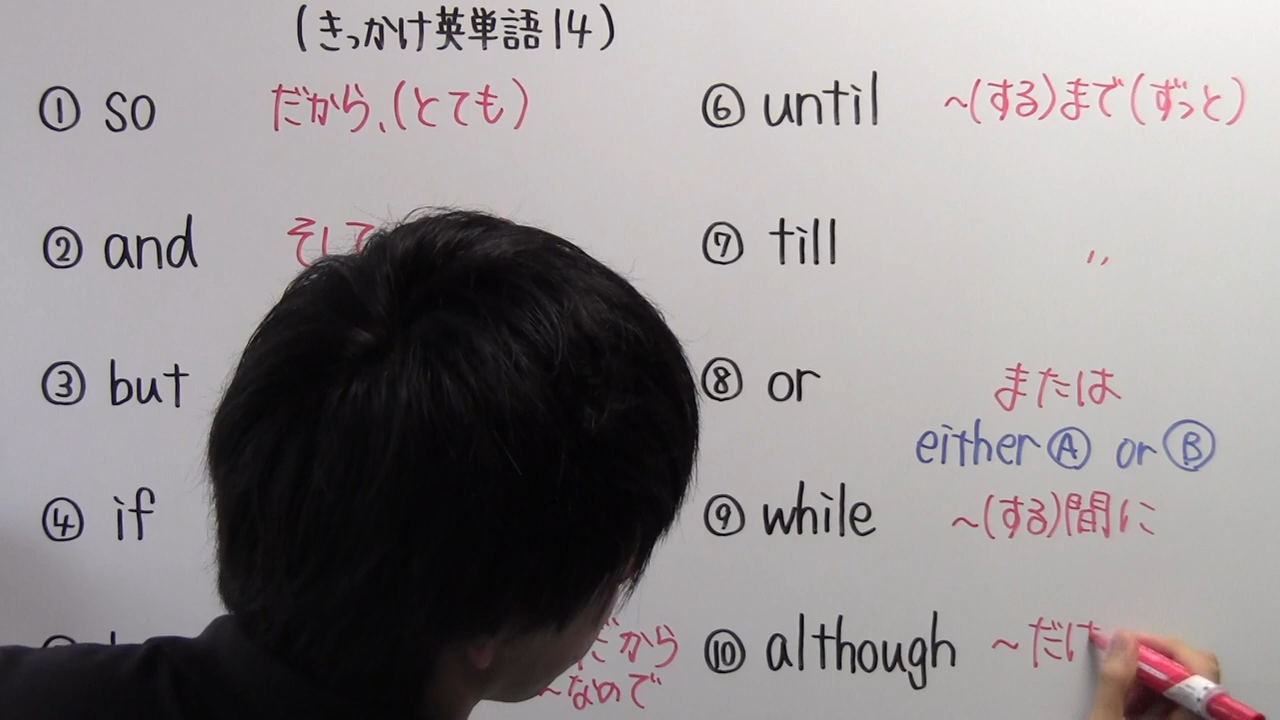 (きっかけ英単語14)
① so だから、(とても)
② and そして
③ but
④ if
だから
~なので
⑥ until ~(する)まで(ずっと)
⑦ till 〃
⑧ or または
either Ⓐ or Ⓑ
⑨ while ~(する)間に
⑩ although ~だけ